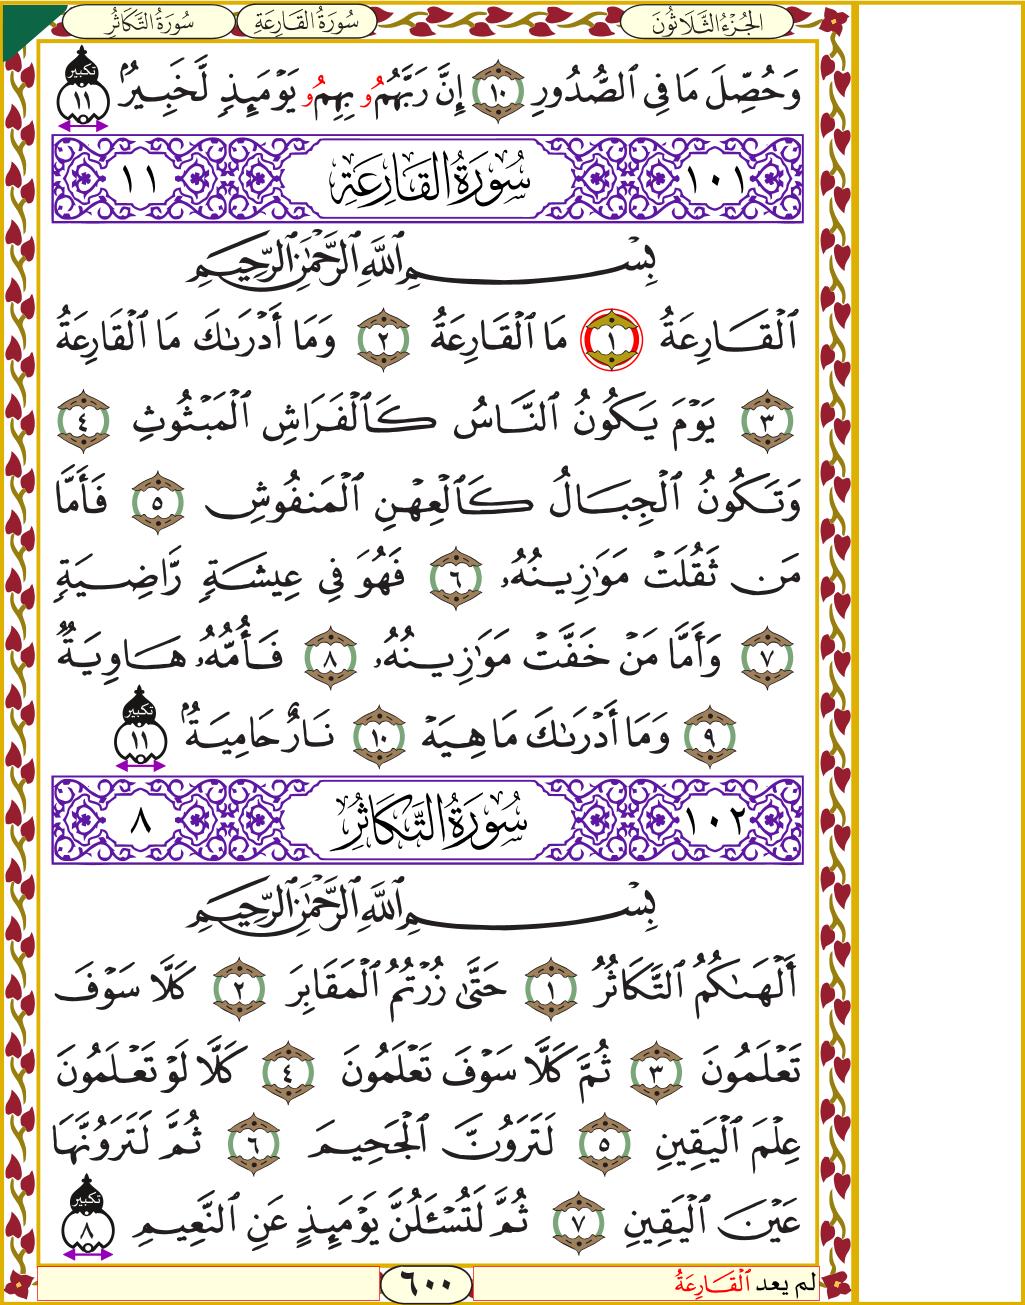 الجُزْءُ الثَّلَاثُونَ سُورَةُ القَارِعَةِ سُورَةُ التَّكَاثُرِ
وَحُصِّلَ مَا فِى ٱلصُّدُورِ ١٠ إِنَّ رَبَّهُمُۥ بِهِمُۥ يَوْمَئِذٍ لَّخَبِيرٌۢ تكبير ١١
١٠١ سُورَةُ القَارِعَةِ ١١
بِسْمِ ٱللَّهِ ٱلرَّحْمَٰنِ ٱلرَّحِيمِ
ٱلْقَارِعَةُ ١ مَا ٱلْقَارِعَةُ ٢ وَمَا أَدْرَىٰكَ مَا ٱلْقَارِعَةُ
٣ يَوْمَ يَكُونُ ٱلنَّاسُ كَٱلْفَرَاشِ ٱلْمَبْثُوثِ ٤
وَتَكُونُ ٱلْجِبَالُ كَٱلْعِهْنِ ٱلْمَنفُوشِ ٥ فَأَمَّا
مَن ثَقُلَتْ مَوَٰزِينُهُۥ ٦ فَهُوَ فِى عِيشَةٍ رَّاضِيَةٍ
٧ وَأَمَّا مَنْ خَفَّتْ مَوَٰزِينُهُۥ ٨ فَأُمُّهُۥ هَاوِيَةٌ
٩ وَمَا أَدْرَىٰكَ مَا هِيَهْ ١٠ نَارٌ حَامِيَةٌۢ تكبير ١١
١٠٢ سُورَةُ التَّكَاثُرِ ٨
بِسْمِ ٱللَّهِ ٱلرَّحْمَٰنِ ٱلرَّحِيمِ
أَلْهَىٰكُمُ ٱلتَّكَاثُرُ ١ حَتَّىٰ زُرْتُمُ ٱلْمَقَابِرَ ٢ كَلَّا سَوْفَ
تَعْلَمُونَ ٣ ثُمَّ كَلَّا سَوْفَ تَعْلَمُونَ ٤ كَلَّا لَوْ تَعْلَمُونَ
عِلْمَ ٱلْيَقِينِ ٥ لَتَرَوُنَّ ٱلْجَحِيمَ ٦ ثُمَّ لَتَرَوُنَّهَا
عَيْنَ ٱلْيَقِينِ ٧ ثُمَّ لَتُسْـَٔلُنَّ يَوْمَئِذٍ عَنِ ٱلنَّعِيمِ تكبير ٨
لم يعد ٱلْقَارِعَةُ ٦٠٠